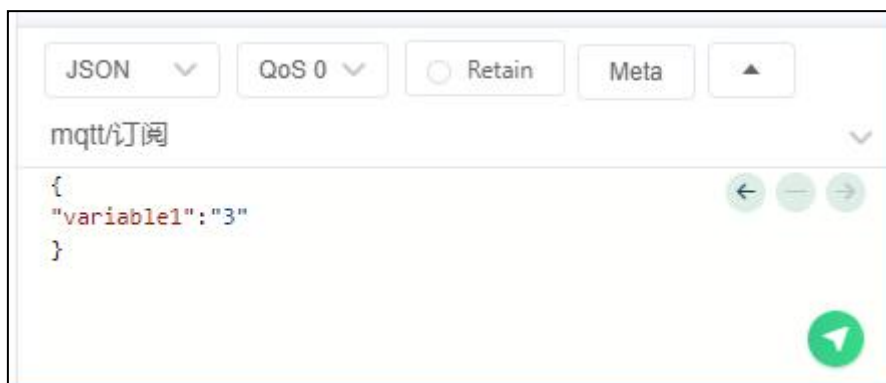 JSON QoS 0 Retain Meta
mqtt/订阅
{
"variable1":"3"
}